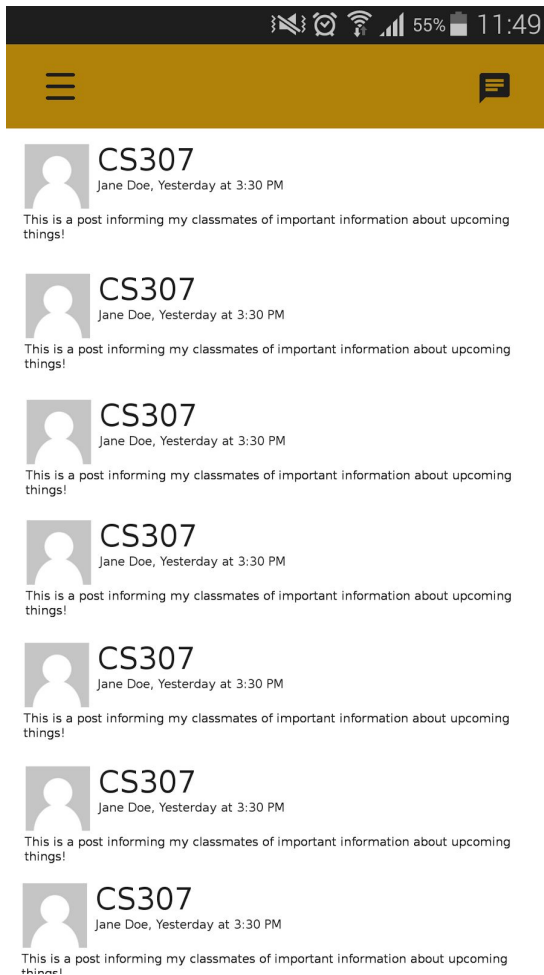 55% 11:49
CS307
Jane Doe, Yesterday at 3:30 PM
This is a post informing my classmates of important information about upcoming
things!
CS307
Jane Doe, Yesterday at 3:30 PM
This is a post informing my classmates of important information about upcoming
things!
CS307
Jane Doe, Yesterday at 3:30 PM
This is a post informing my classmates of important information about upcoming
things!
CS307
Jane Doe, Yesterday at 3:30 PM
This is a post informing my classmates of important information about upcoming
things!
CS307
Jane Doe, Yesterday at 3:30 PM
This is a post informing my classmates of important information about upcoming
things!
CS307
Jane Doe, Yesterday at 3:30 PM
This is a post informing my classmates of important information about upcoming
things!
CS307
Jane Doe, Yesterday at 3:30 PM
This is a post informing my classmates of important information about upcoming
things!